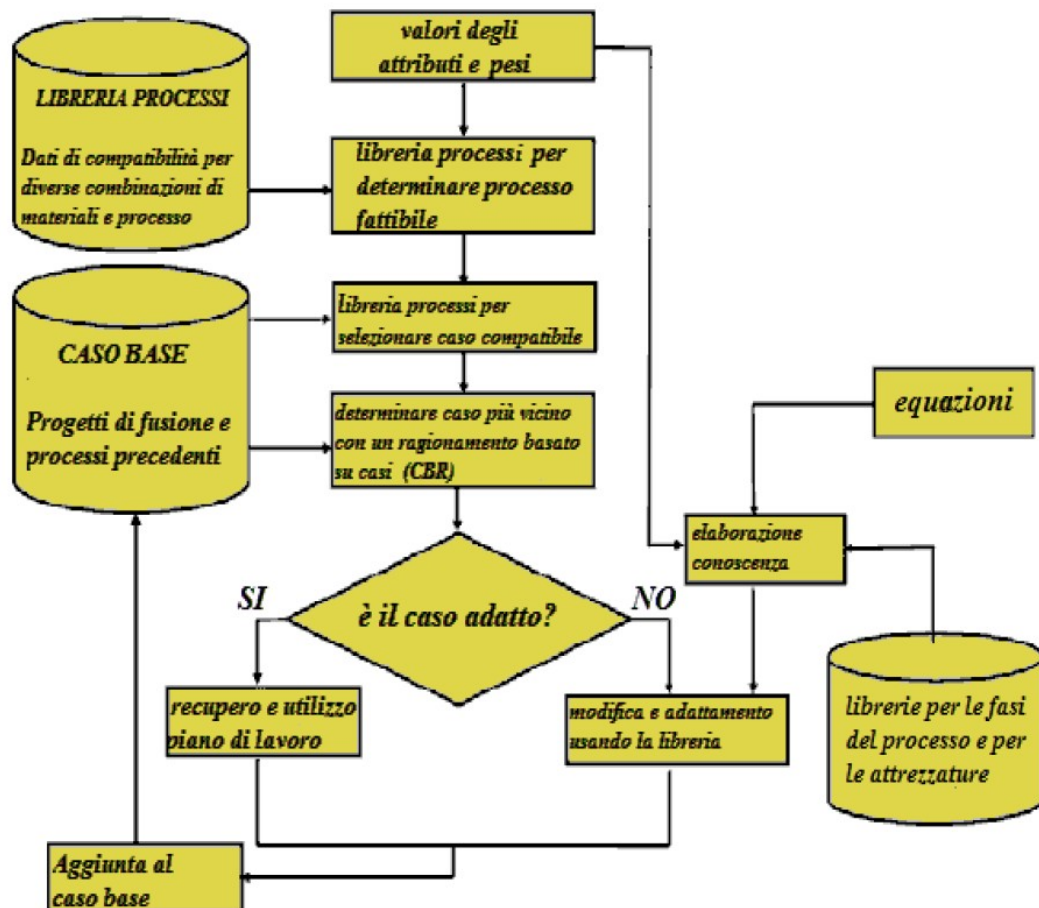 valori degli
attributi e pesi
LIBRERIA PROCESSI
Dati di compatibilità per
diverse combinazioni di
materiali e processo
libreria processi per
determinare processo
fattibile
libreria processi per
selezionare caso compatibile
CASO BASE
Progetti di fusione e
processi precedenti
determinare caso più vicino
con un ragionamento basato
su casi (CBR)
equazioni
elaborazione
conoscenza
SI
è il caso adatto?
NO
recupero e utilizzo
piano di lavoro
modifica e adattamento
usando la libreria
librerie per le fasi
del processo e per
le attrezzature
Aggiunta al
caso base